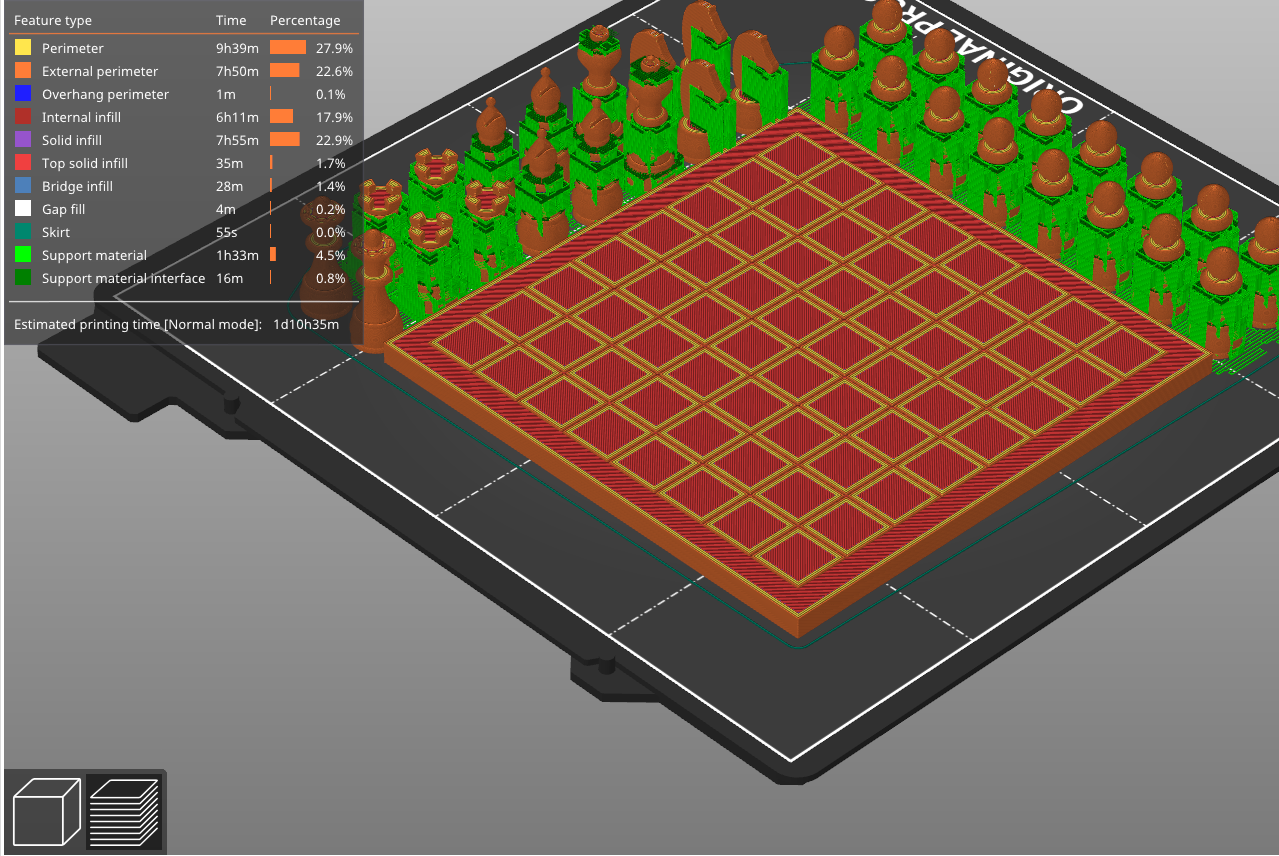 Feature type Time Percentage
Perimeter 9h39m 27.9%
External perimeter 7h50m 22.6%
Overhang perimeter 1m 0.1%
Internal infill 6h11m 17.9%
Solid infill 7h55m 22.9%
Top solid infill 35m 1.7%
Bridge infill 28m 1.4%
Gap fill 4m 0.2%
Skirt 55s 0.0%
Support material 1h33m 4.5%
Support material interface 16m 0.8%
Estimated printing time [Normal mode]: 1d10h35m
ORIGINAL PR